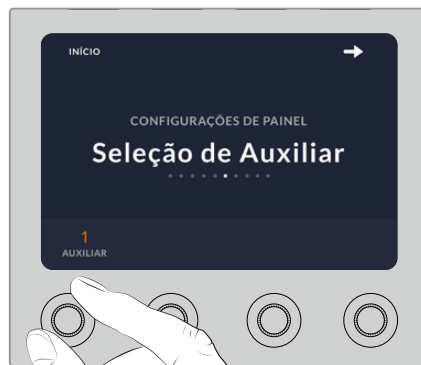 INÍCIO
CONFIGURAÇÕES DE PAINEL
Seleção de Auxiliar
1
AUXILIAR